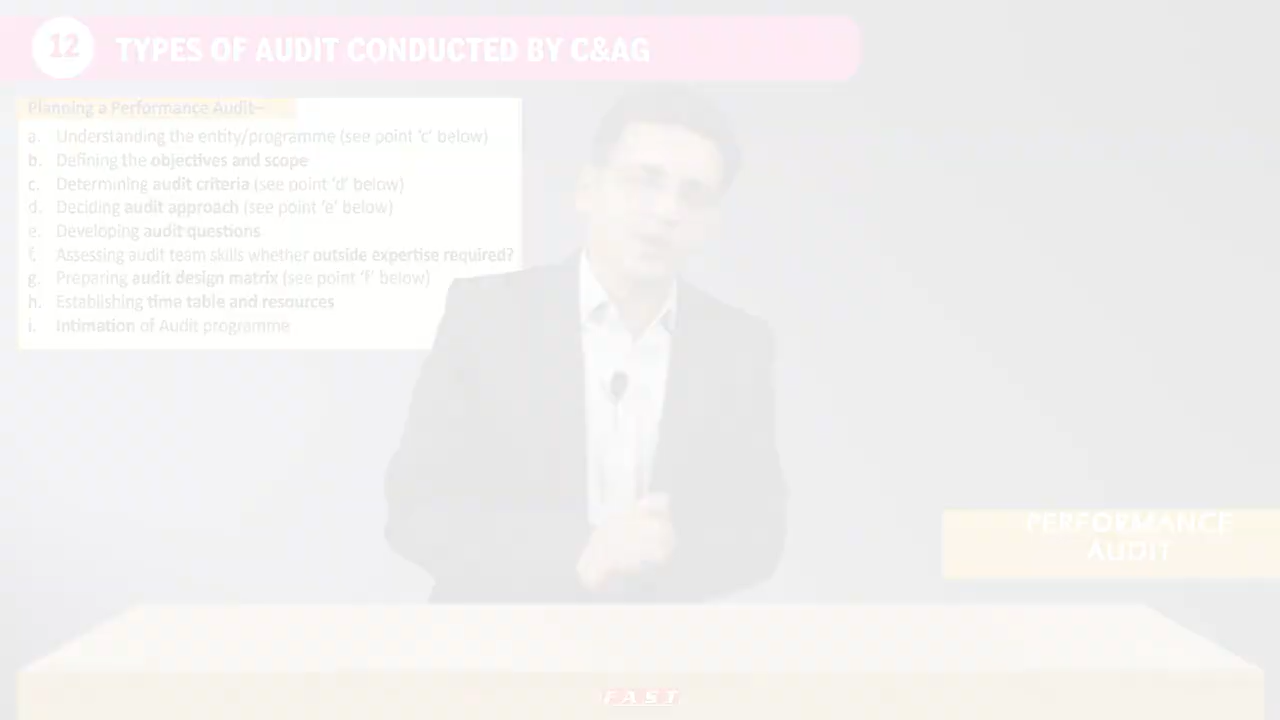 12 TYPES OF AUDIT CONDUCTED BY C&AG
Planning a Performance Audit–
a. Understanding the entity/programme (see point 'c' below)
b. Defining the objectives and scope
c. Determining audit criteria (see point 'd' below)
d. Deciding audit approach (see point 'e' below)
e. Developing audit questions
f. Assessing audit team skills whether outside expertise required?
g. Preparing audit design matrix (see point 'f' below)
h. Establishing time table and resources
i. Intimation of Audit programme
PERFORMANCE
AUDIT
FAST